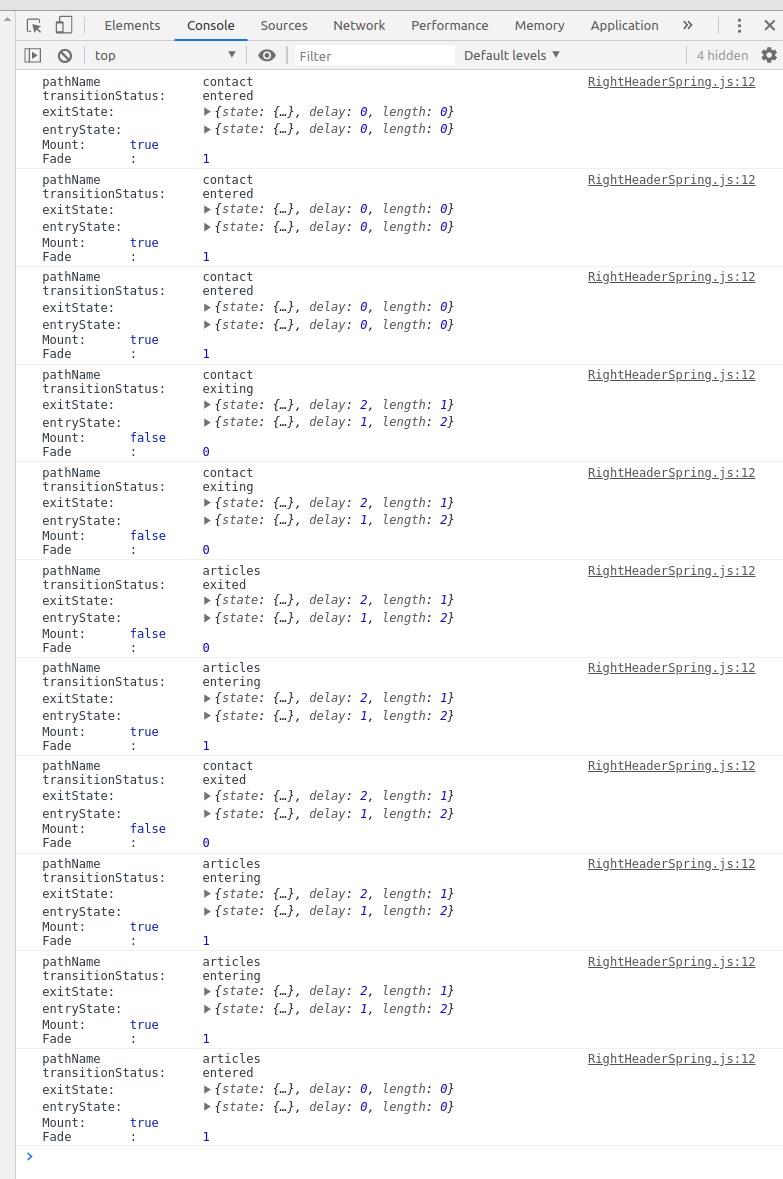 Elements Console Sources Network Performance Memory Application »
top ▼ Filter Default levels ▼ 4 hidden
pathName contact RightHeaderSpring.js:12
transitionStatus: entered
exitState: ▶{state: {…}, delay: 0, length: 0}
entryState: ▶{state: {…}, delay: 0, length: 0}
Mount: true
Fade : 1
pathName contact RightHeaderSpring.js:12
transitionStatus: entered
exitState: ▶{state: {…}, delay: 0, length: 0}
entryState: ▶{state: {…}, delay: 0, length: 0}
Mount: true
Fade : 1
pathName contact RightHeaderSpring.js:12
transitionStatus: entered
exitState: ▶{state: {…}, delay: 0, length: 0}
entryState: ▶{state: {…}, delay: 0, length: 0}
Mount: true
Fade : 1
pathName contact RightHeaderSpring.js:12
transitionStatus: exiting
exitState: ▶{state: {…}, delay: 2, length: 1}
entryState: ▶{state: {…}, delay: 1, length: 2}
Mount: false
Fade : 0
pathName contact RightHeaderSpring.js:12
transitionStatus: exiting
exitState: ▶{state: {…}, delay: 2, length: 1}
entryState: ▶{state: {…}, delay: 1, length: 2}
Mount: false
Fade : 0
pathName articles RightHeaderSpring.js:12
transitionStatus: exited
exitState: ▶{state: {…}, delay: 2, length: 1}
entryState: ▶{state: {…}, delay: 1, length: 2}
Mount: false
Fade : 0
pathName articles RightHeaderSpring.js:12
transitionStatus: entering
exitState: ▶{state: {…}, delay: 2, length: 1}
entryState: ▶{state: {…}, delay: 1, length: 2}
Mount: true
Fade : 1
pathName contact RightHeaderSpring.js:12
transitionStatus: exited
exitState: ▶{state: {…}, delay: 2, length: 1}
entryState: ▶{state: {…}, delay: 1, length: 2}
Mount: false
Fade : 0
pathName articles RightHeaderSpring.js:12
transitionStatus: entering
exitState: ▶{state: {…}, delay: 2, length: 1}
entryState: ▶{state: {…}, delay: 1, length: 2}
Mount: true
Fade : 1
pathName articles RightHeaderSpring.js:12
transitionStatus: entering
exitState: ▶{state: {…}, delay: 2, length: 1}
entryState: ▶{state: {…}, delay: 1, length: 2}
Mount: true
Fade : 1
pathName articles RightHeaderSpring.js:12
transitionStatus: entered
exitState: ▶{state: {…}, delay: 0, length: 0}
entryState: ▶{state: {…}, delay: 0, length: 0}
Mount: true
Fade : 1
>